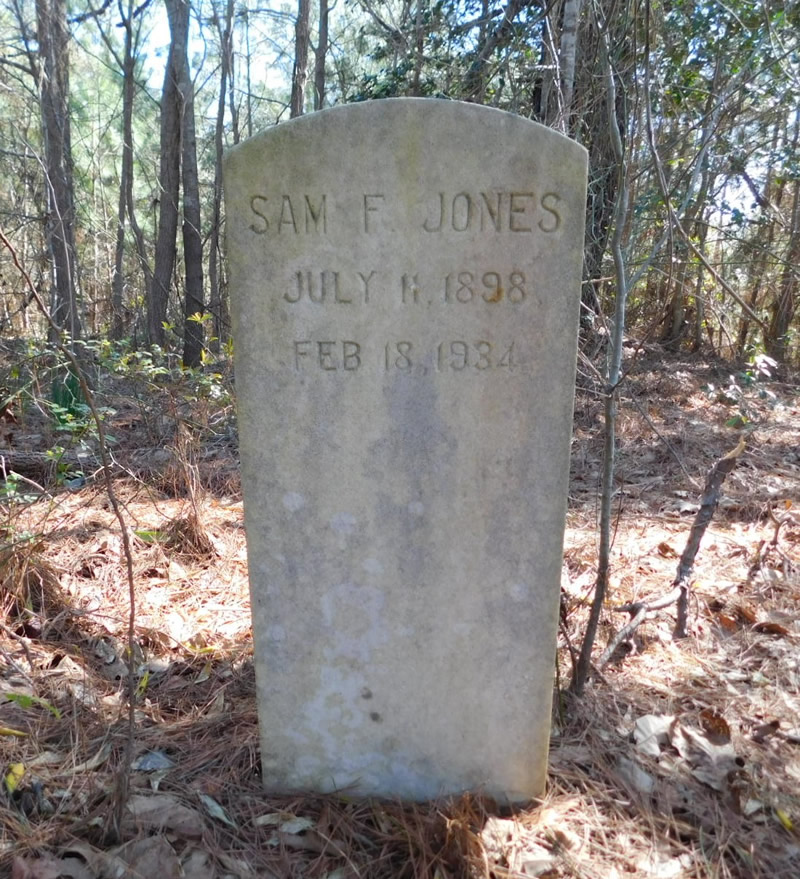 SAM F. JONES
JULY 11, 1898
FEB 18, 1934